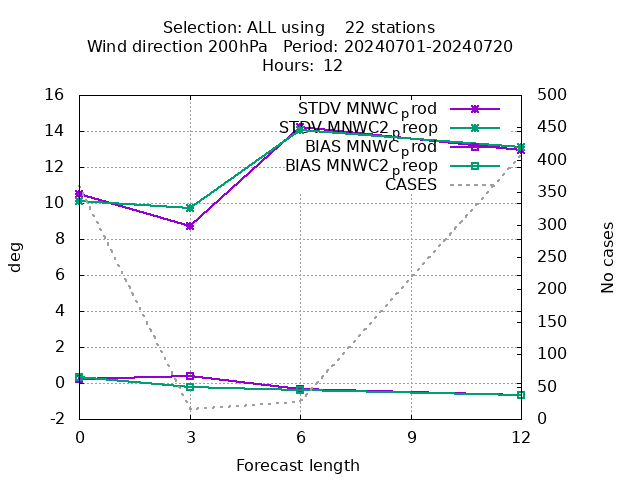 Selection: ALL using    22 stations
Wind direction 200hPa   Period: 20240701-20240720
Hours:  12
STDV MNWC_prod
STDV MNWC2_preop
BIAS MNWC_prod
BIAS MNWC2_preop
CASES
deg
16
14
12
10
8
6
4
2
0
-2
500
450
400
350
300
250
200
150
100
50
0
No cases
0 3 6 9 12
Forecast length